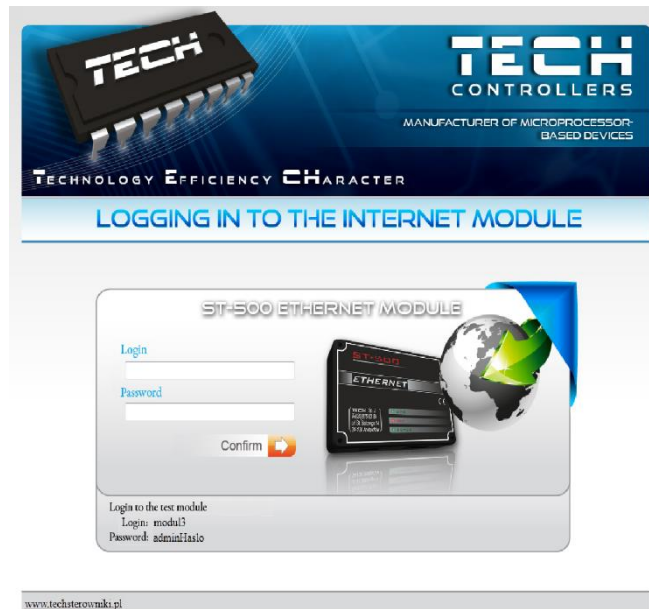 TECH
TECH
CONTROLLERS
MANUFACTURER OF MICROPROCESSOR-
BASED DEVICES
TECHNOLOGY EFFICIENCY CHARACTER
LOGGING IN TO THE INTERNET MODULE
ST-500 ETHERNET MODULE
Login
Password
Confirm
ST-500
ETHERNET
Login to the test module
Login: modul3
Password: adminHaslo
www.techsterowniki.pl